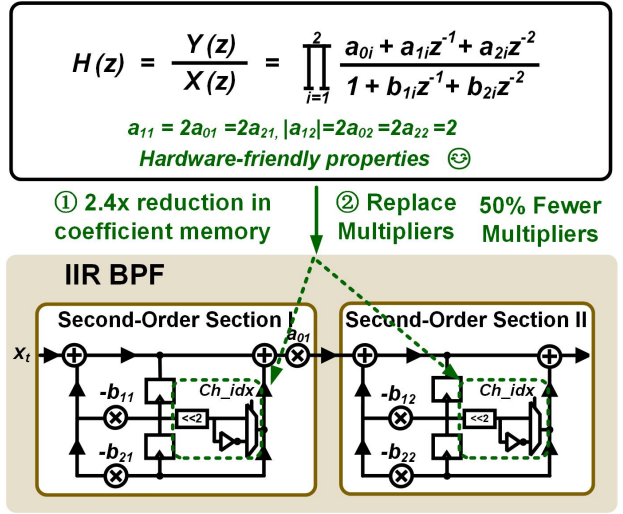 H(z) = Y(z) / X(z) = ∏ i=1 2 (a0i + a1iz-1 + a2iz-2) / (1 + b1iz-1 + b2iz-2)
a11 = 2a01 =2a21, |a12|=2a02 =2a22 =2
Hardware-friendly properties 😊
① 2.4x reduction in
coefficient memory
② Replace
Multipliers
50% Fewer
Multipliers
IIR BPF
Second-Order Section I
a01
xt
Ch_idx
-b11
<<2
-b21
Second-Order Section II
Ch_idx
-b12
<<2
-b22